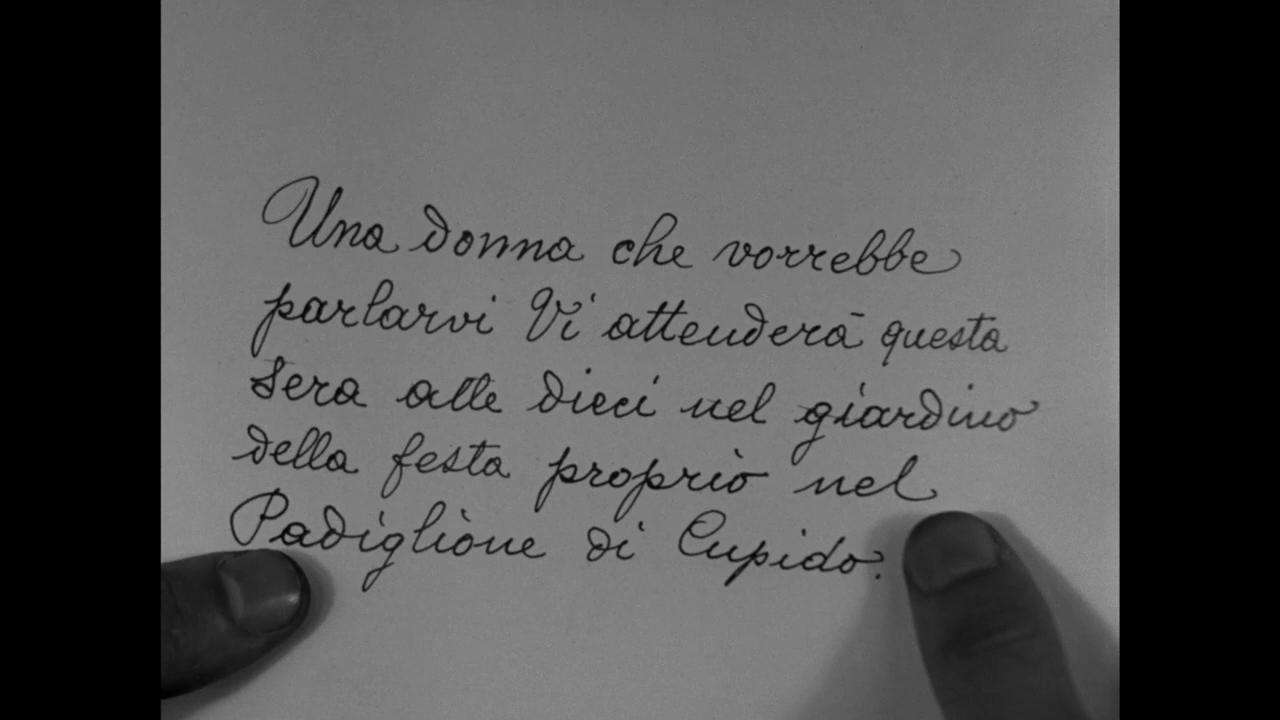 Una donna che vorrebbe
parlarvi Vi attenderà questa
sera alle dieci nel giardino
della festa proprio nel
Padiglione di Cupido.